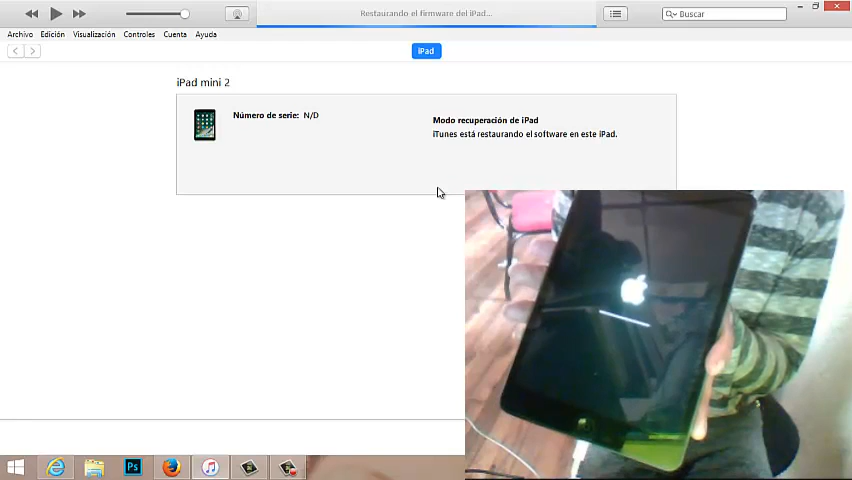 Restaurando el firmware del iPad...
Buscar
Archivo Edición Visualización Controles Cuenta Ayuda
iPad
iPad mini 2
Número de serie: N/D
Modo recuperación de iPad
iTunes está restaurando el software en este iPad.
Ps